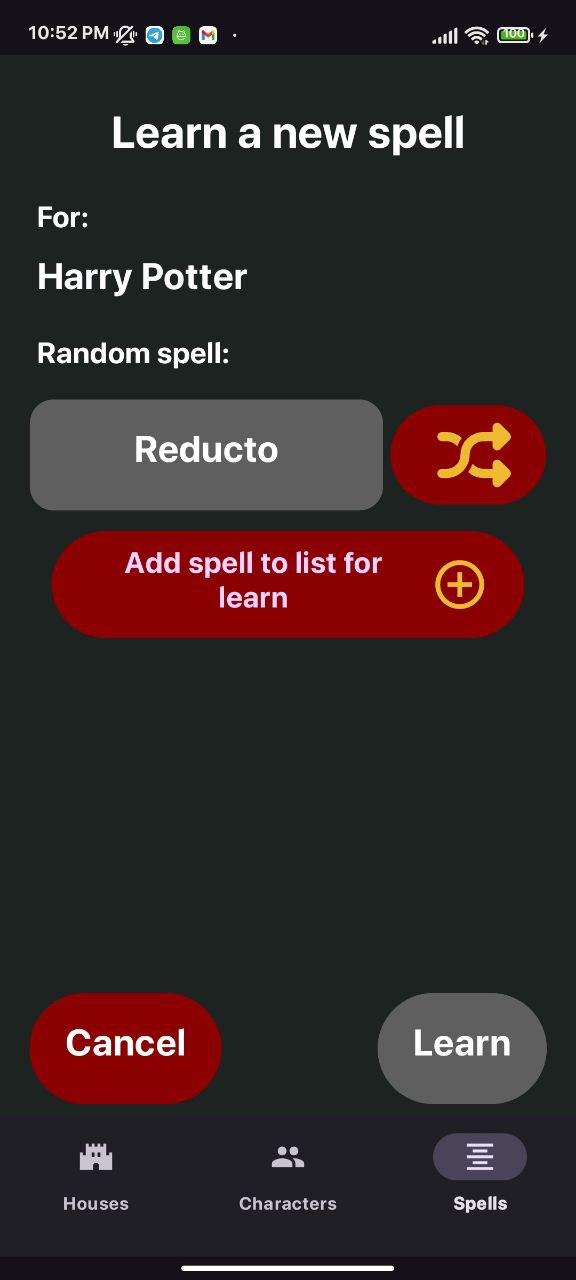 10:52 PM
100
Learn a new spell
For:
Harry Potter
Random spell:
Reducto
Add spell to list for
learn
Cancel
Learn
Houses
Characters
Spells